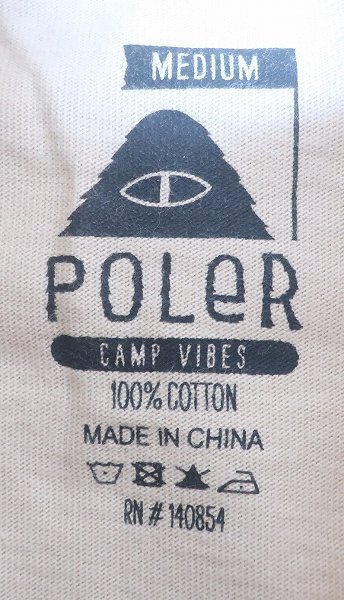 MEDIUM
POLeR
CAMP VIBES
100% COTTON
MADE IN CHINA
RN # 140854